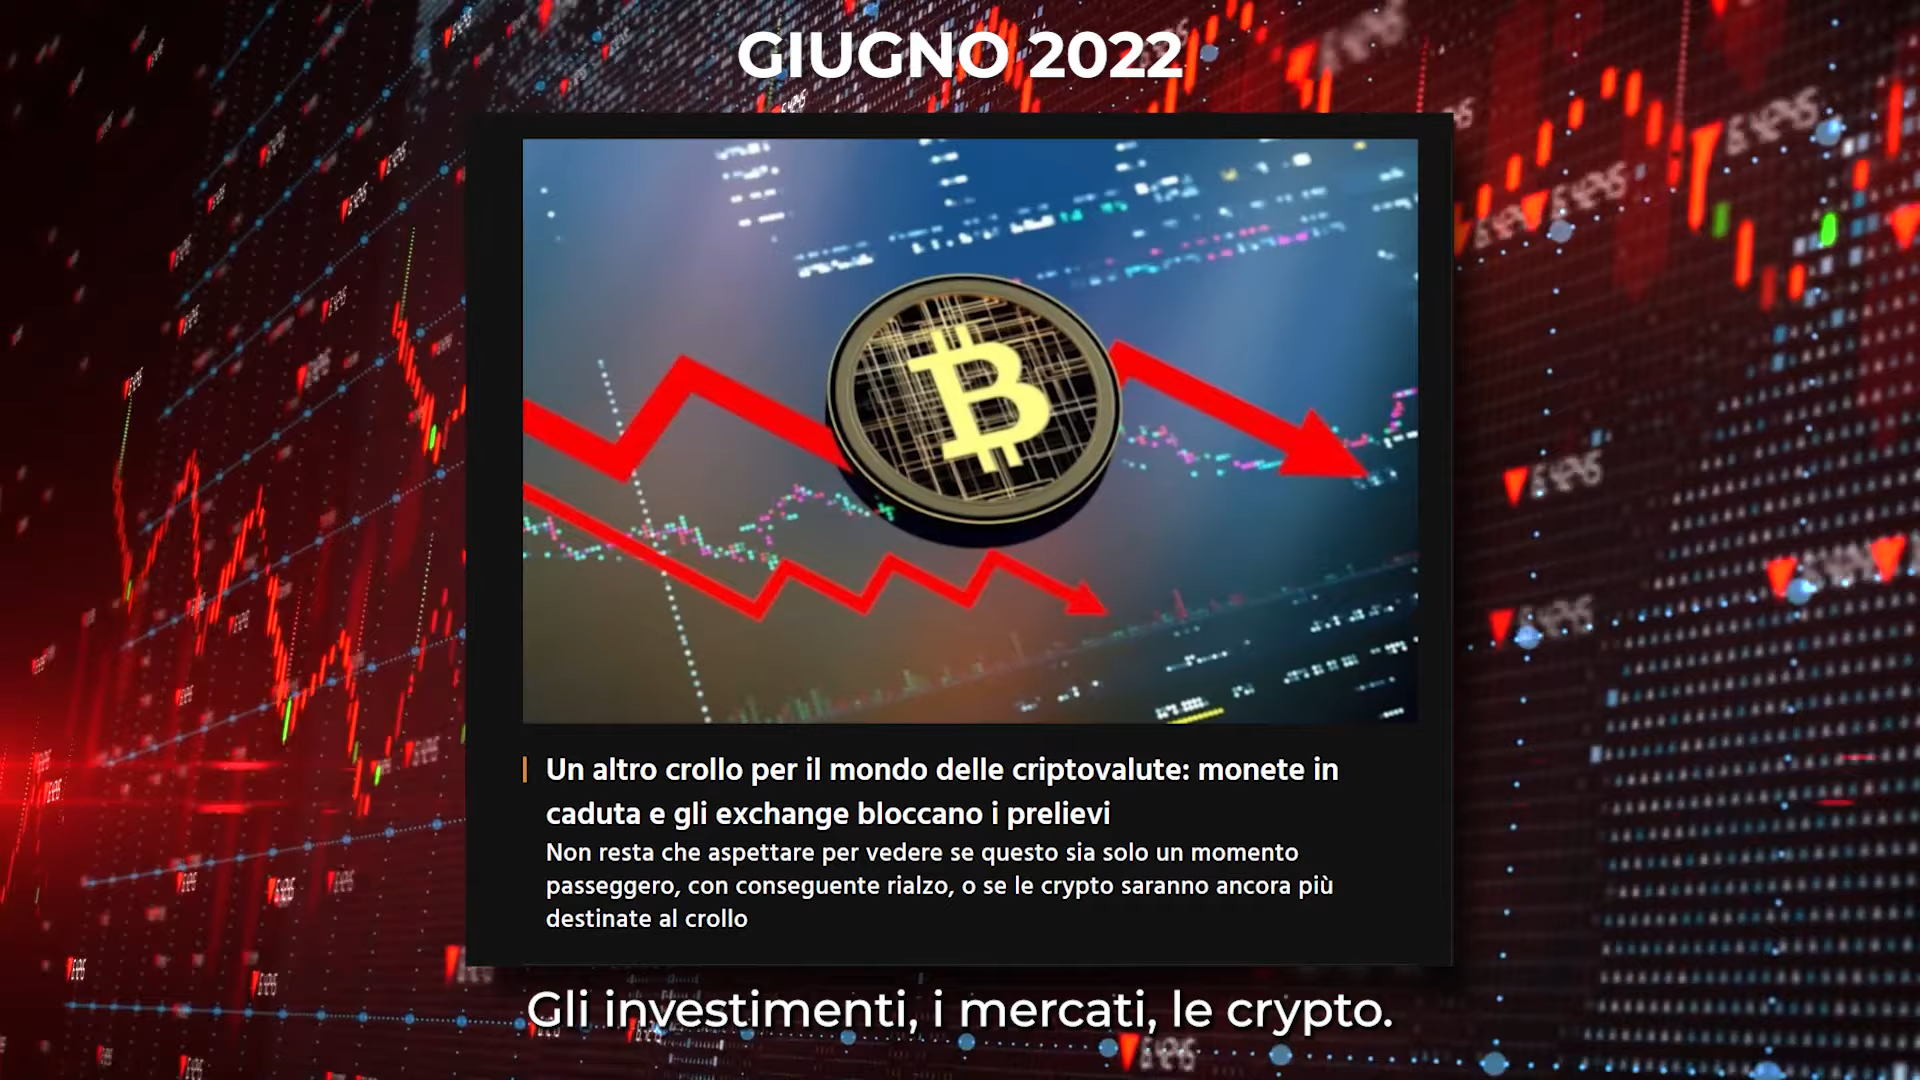 GIUGNO 2022
Un altro crollo per il mondo delle criptovalute: monete in
caduta e gli exchange bloccano i prelievi
Non resta che aspettare per vedere se questo sia solo un momento
passeggero, con conseguente rialzo, o se le crypto saranno ancora più
destinate al crollo
Gli investimenti, i mercati, le crypto.